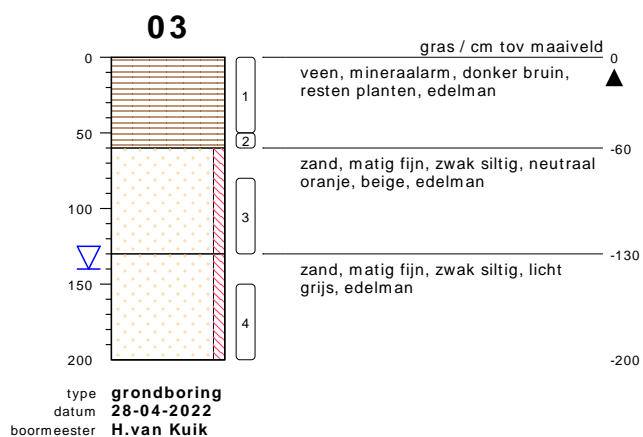 03
gras / cm tov maaiveld
0
0
veen, mineraalarm, donker bruin,
resten planten, edelman
1
50
2
-60
zand, matig fijn, zwak siltig, neutraal
oranje, beige, edelman
100
3
-130
zand, matig fijn, zwak siltig, licht
grijs, edelman
150
4
200
-200
type grondboring
datum 28-04-2022
boormeester H.van Kuik